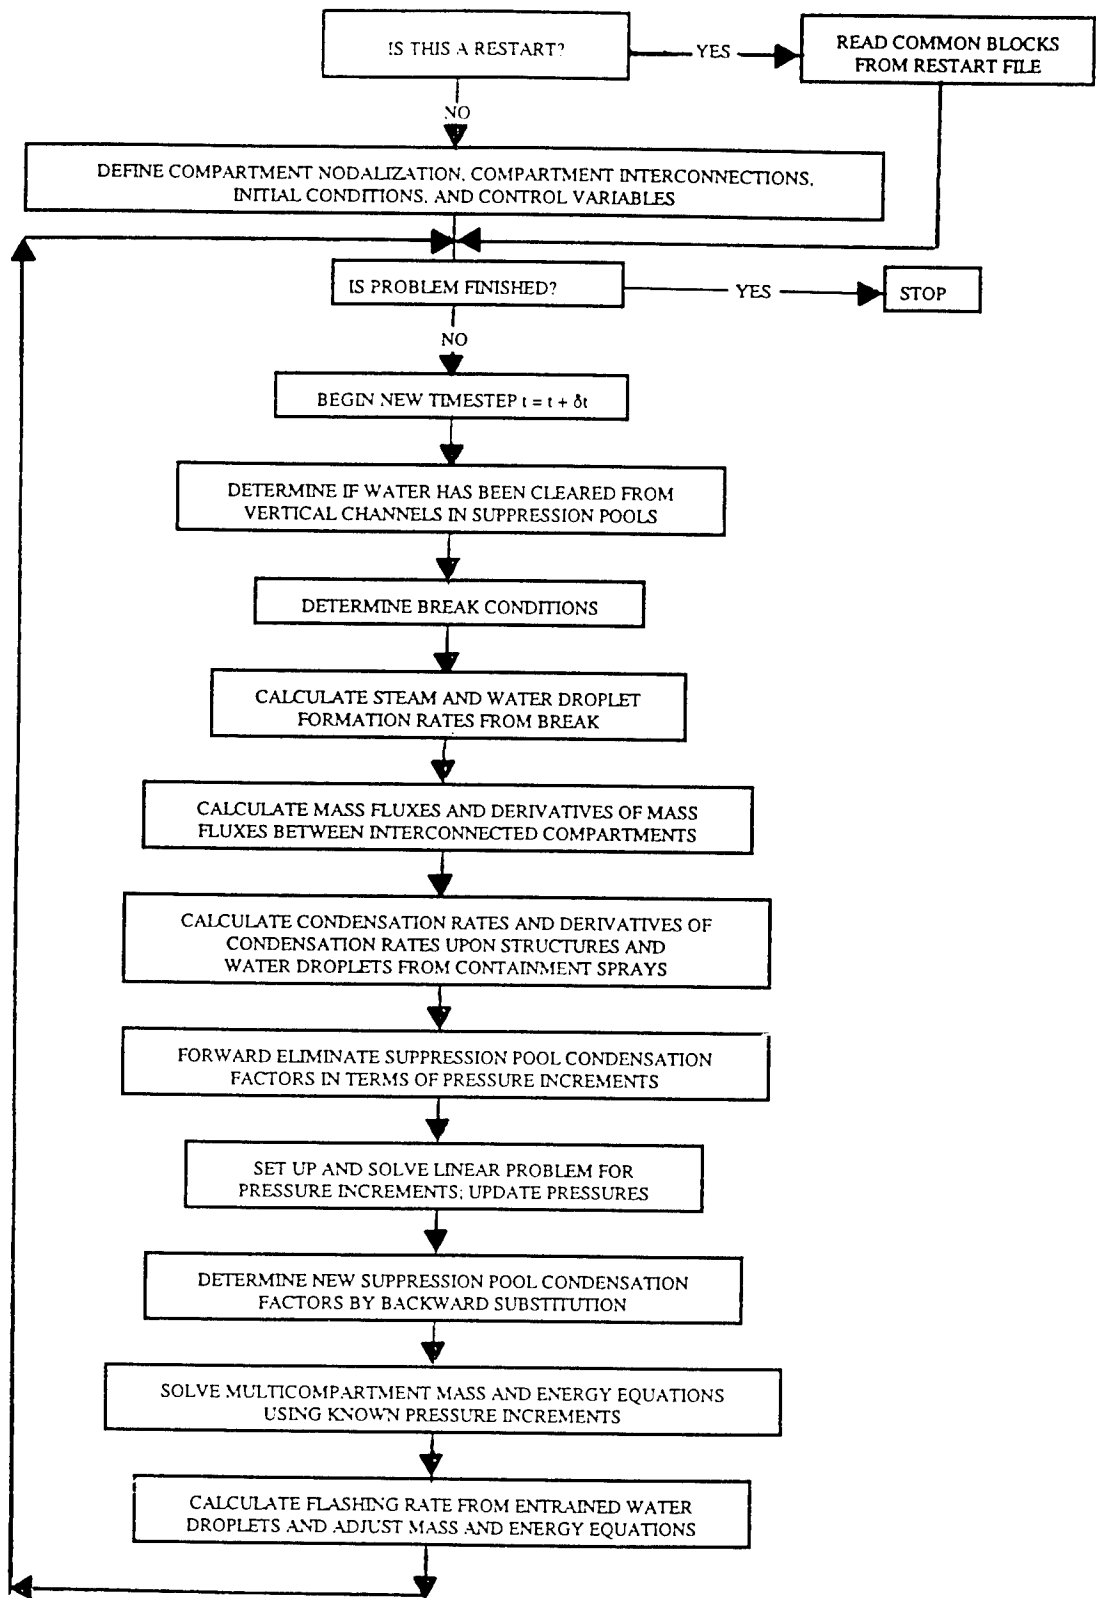 IS THIS A RESTART?
YES
READ COMMON BLOCKS
FROM RESTART FILE
NO
DEFINE COMPARTMENT NODALIZATION, COMPARTMENT INTERCONNECTIONS,
INITIAL CONDITIONS, AND CONTROL VARIABLES
IS PROBLEM FINISHED?
YES
STOP
NO
BEGIN NEW TIMESTEP t = t + δt
DETERMINE IF WATER HAS BEEN CLEARED FROM
VERTICAL CHANNELS IN SUPPRESSION POOLS
DETERMINE BREAK CONDITIONS
CALCULATE STEAM AND WATER DROPLET
FORMATION RATES FROM BREAK
CALCULATE MASS FLUXES AND DERIVATIVES OF MASS
FLUXES BETWEEN INTERCONNECTED COMPARTMENTS
CALCULATE CONDENSATION RATES AND DERIVATIVES OF
CONDENSATION RATES UPON STRUCTURES AND
WATER DROPLETS FROM CONTAINMENT SPRAYS
FORWARD ELIMINATE SUPPRESSION POOL CONDENSATION
FACTORS IN TERMS OF PRESSURE INCREMENTS
SET UP AND SOLVE LINEAR PROBLEM FOR
PRESSURE INCREMENTS; UPDATE PRESSURES
DETERMINE NEW SUPPRESSION POOL CONDENSATION
FACTORS BY BACKWARD SUBSTITUTION
SOLVE MULTICOMPARTMENT MASS AND ENERGY EQUATIONS
USING KNOWN PRESSURE INCREMENTS
CALCULATE FLASHING RATE FROM ENTRAINED WATER
DROPLETS AND ADJUST MASS AND ENERGY EQUATIONS